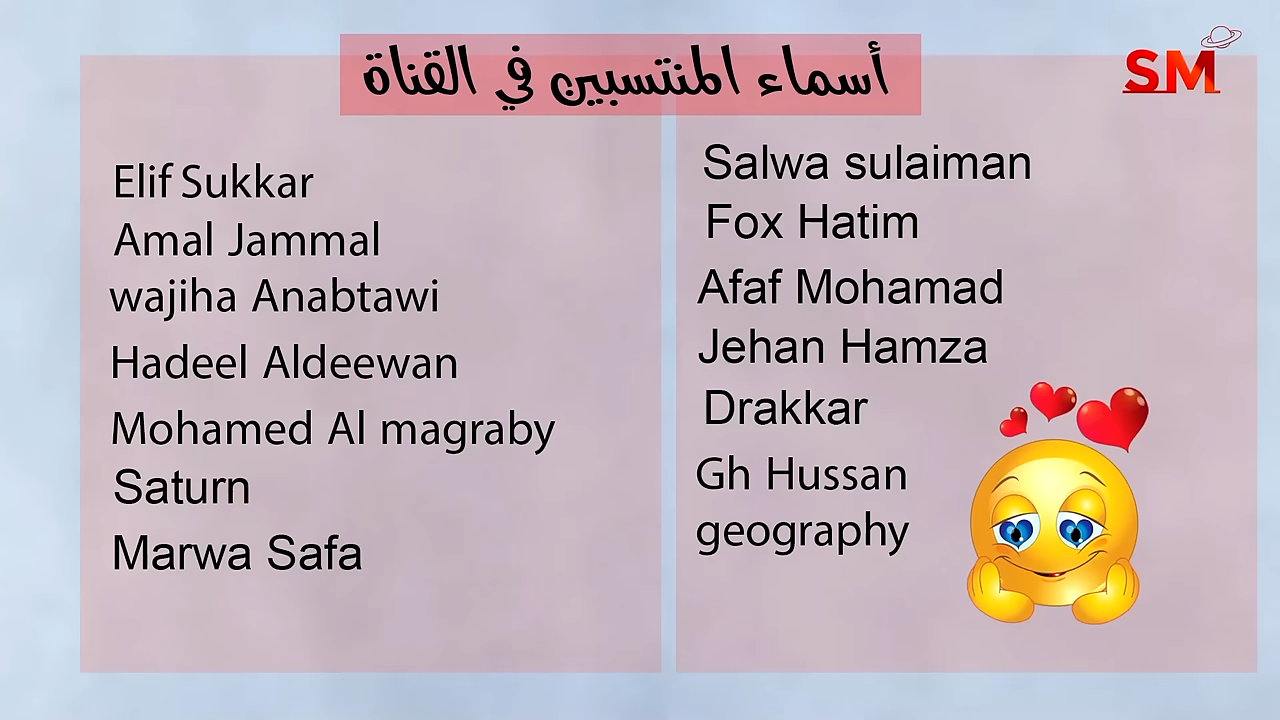 أسماء المنتسبين في القناة
SM
Elif Sukkar
Amal Jammal
wajiha Anabtawi
Hadeel Aldeewan
Mohamed Al magraby
Saturn
Marwa Safa
Salwa sulaiman
Fox Hatim
Afaf Mohamad
Jehan Hamza
Drakkar
Gh Hussan
geography